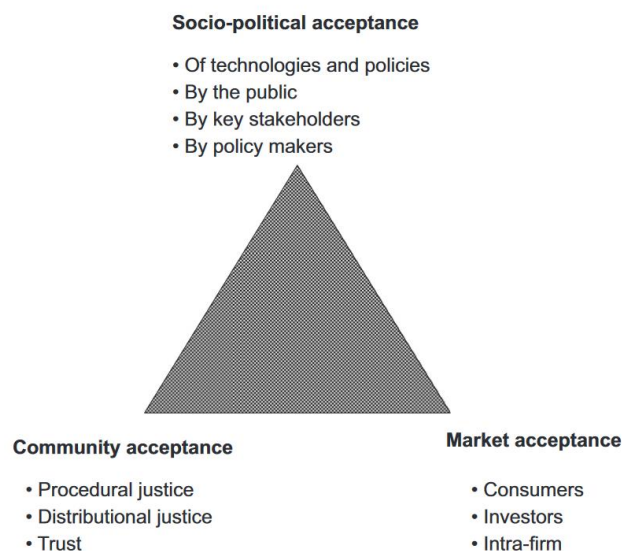 Socio-political acceptance
• Of technologies and policies
• By the public
• By key stakeholders
• By policy makers
Community acceptance
• Procedural justice
• Distributional justice
• Trust
Market acceptance
• Consumers
• Investors
• Intra-firm